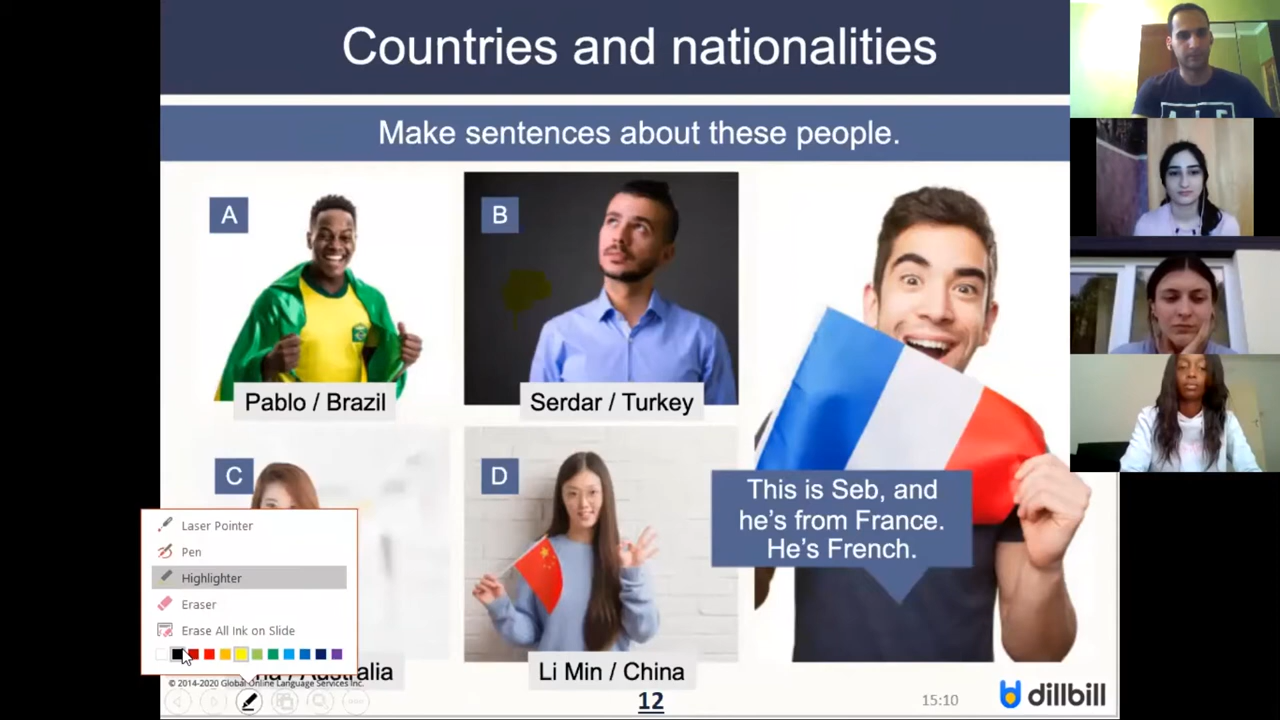 Countries and nationalities
Make sentences about these people.
A
B
Pablo / Brazil
Serdar / Turkey
C
D
This is Seb, and
he's from France.
He's French.
Laser Pointer
Pen
Highlighter
Eraser
Erase All Ink on Slide
Li Min / China
© 2014-2020 Global Online Language Services Inc.
12
15:10
dillbill